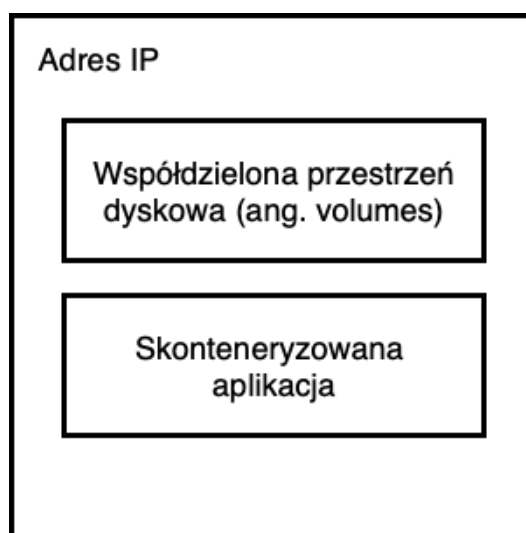 Adres IP
Współdzielona przestrzeń
dyskowa (ang. volumes)
Skonteneryzowana
aplikacja